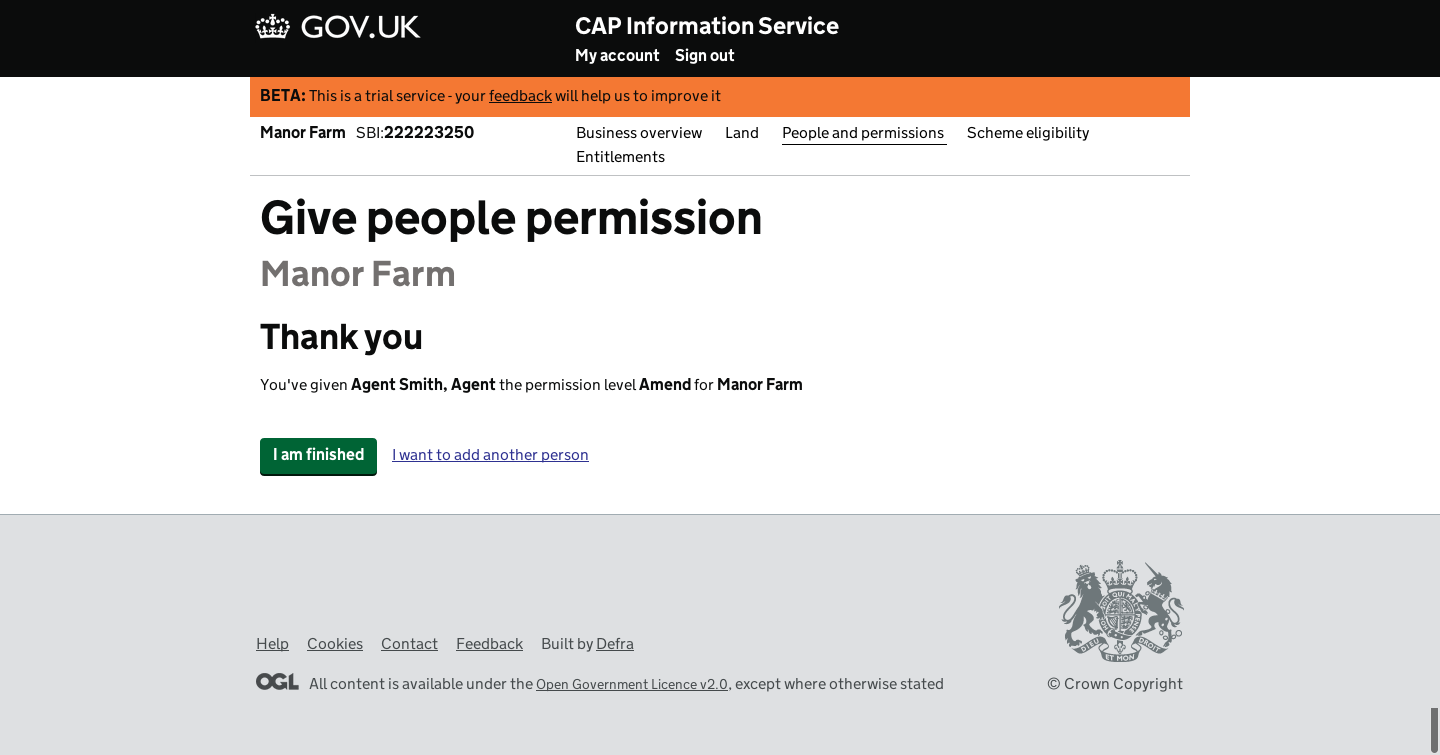 GOV.UK
CAP Information Service
My account Sign out
BETA: This is a trial service - your feedback will help us to improve it
Manor Farm SBI:222223250
Business overview Land People and permissions Scheme eligibility
Entitlements
Give people permission
Manor Farm
Thank you
You've given Agent Smith, Agent the permission level Amend for Manor Farm
I am finished I want to add another person
Help Cookies Contact Feedback Built by Defra
OGL All content is available under the Open Government Licence v2.0, except where otherwise stated
© Crown Copyright